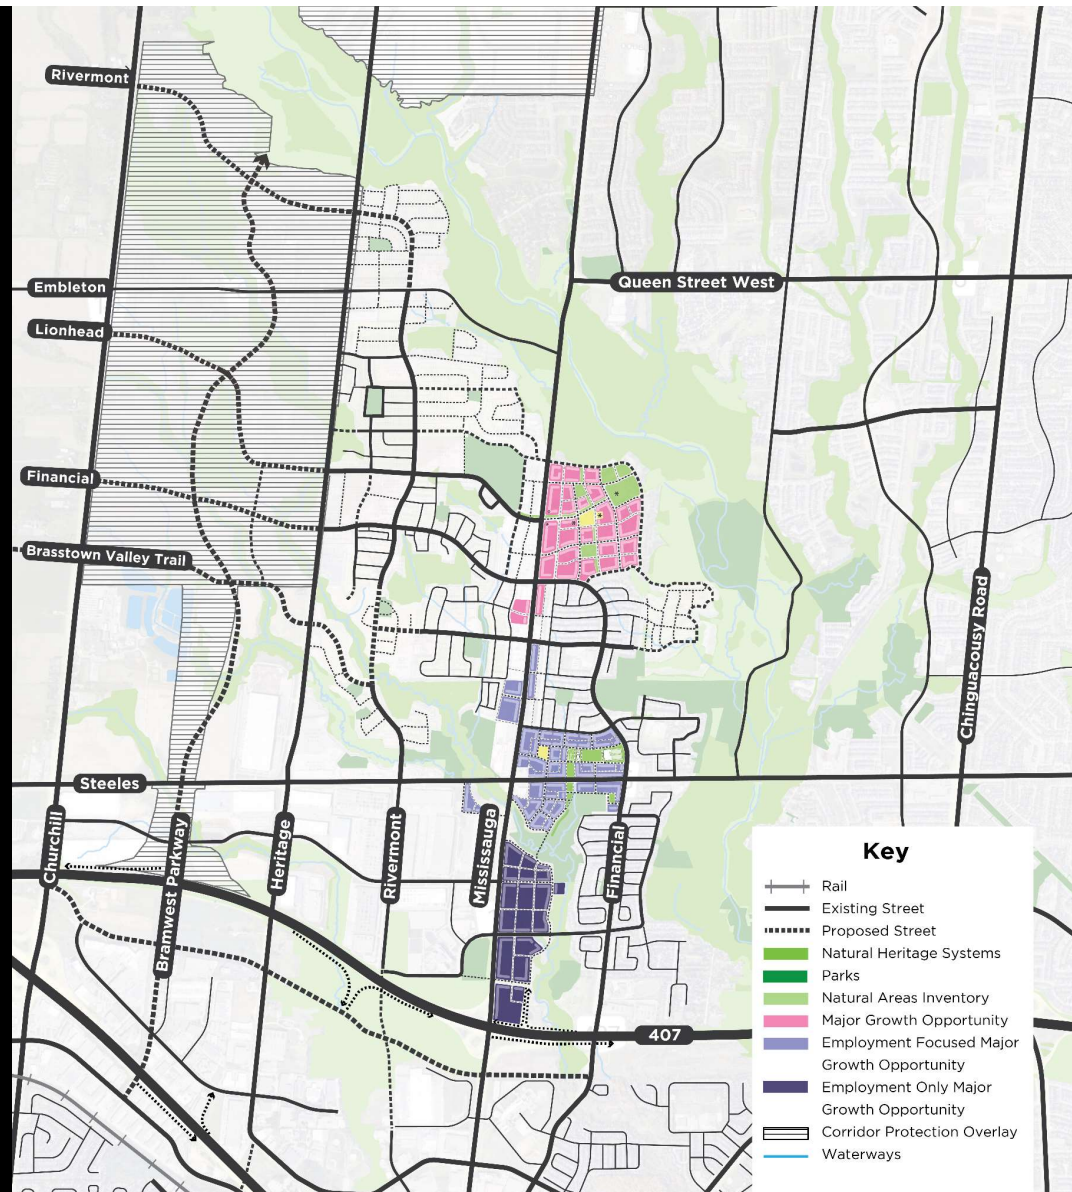 Rivermont
Embleton
Queen Street West
Lionhead
Financial
Brasstown Valley Trail
Chinguacousy Road
Steeles
Churchill
Bramwest Parkway
Heritage
Rivermont
Mississauga
Financial
407
Key
Rail
Existing Street
Proposed Street
Natural Heritage Systems
Parks
Natural Areas Inventory
Major Growth Opportunity
Employment Focused Major
Growth Opportunity
Employment Only Major
Growth Opportunity
Corridor Protection Overlay
Waterways